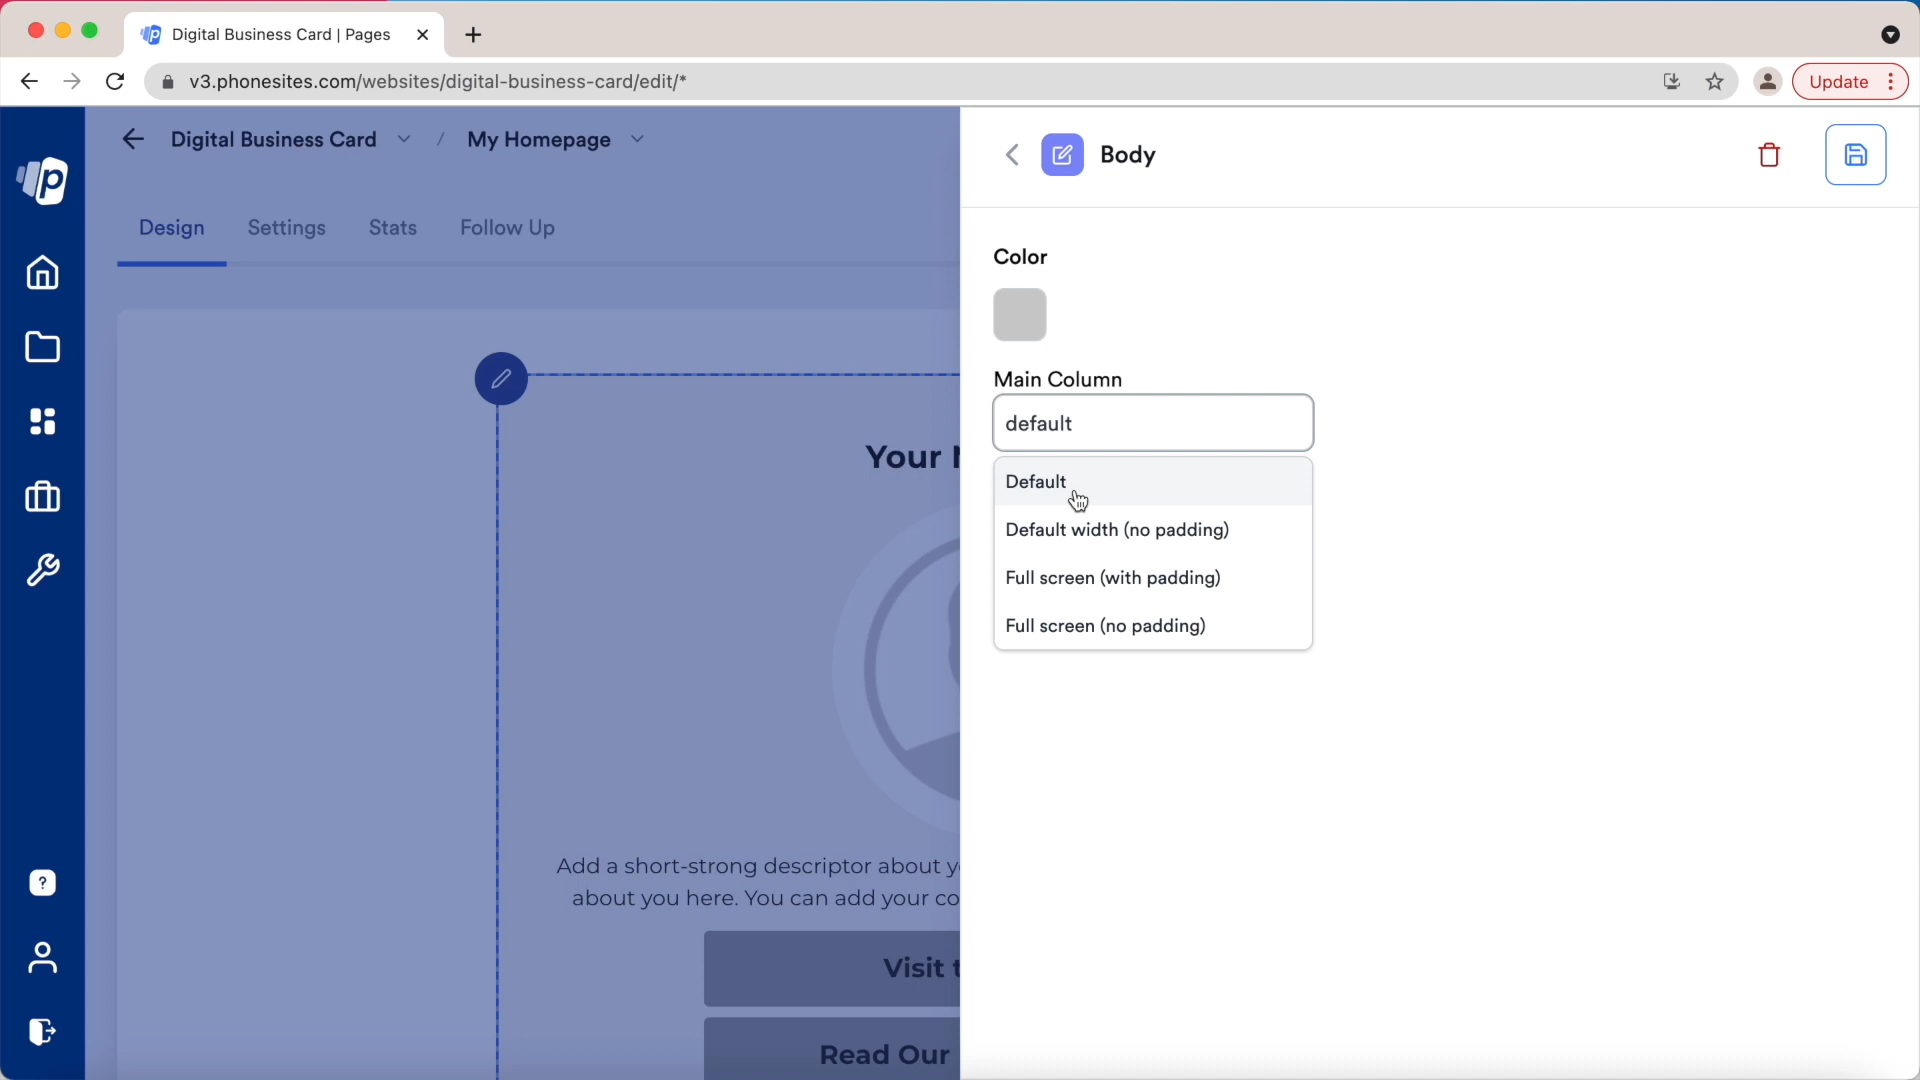 Digital Business Card | Pages
v3.phonesites.com/websites/digital-business-card/edit/*
Update
Digital Business Card / My Homepage
Design Settings Stats Follow Up
Your
Add a short-strong descriptor about
about you here. You can add your
Visit
Read Our
Body
Color
Main Column
default
Default
Default width (no padding)
Full screen (with padding)
Full screen (no padding)
p
?